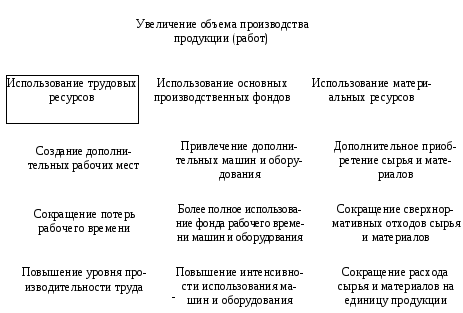 Увеличение объема производства
продукции (работ)
Использование трудовых
ресурсов
Использование основных
производственных фондов
Использование матери-
альных ресурсов
Создание дополни-
тельных рабочих мест
Привлечение дополни-
тельных машин и обору-
дования
Дополнительное приоб-
ретение сырья и мате-
риалов
Сокращение потерь
рабочего времени
Более полное использова-
ние фонда рабочего време-
ни машин и оборудования
Сокращение сверхнор-
мативных отходов сырья
и материалов
Повышение уровня про-
изводительности труда
Повышение интенсивно-
сти использования ма-
шин и оборудования
Сокращение расхода
сырья и материалов на
единицу продукции